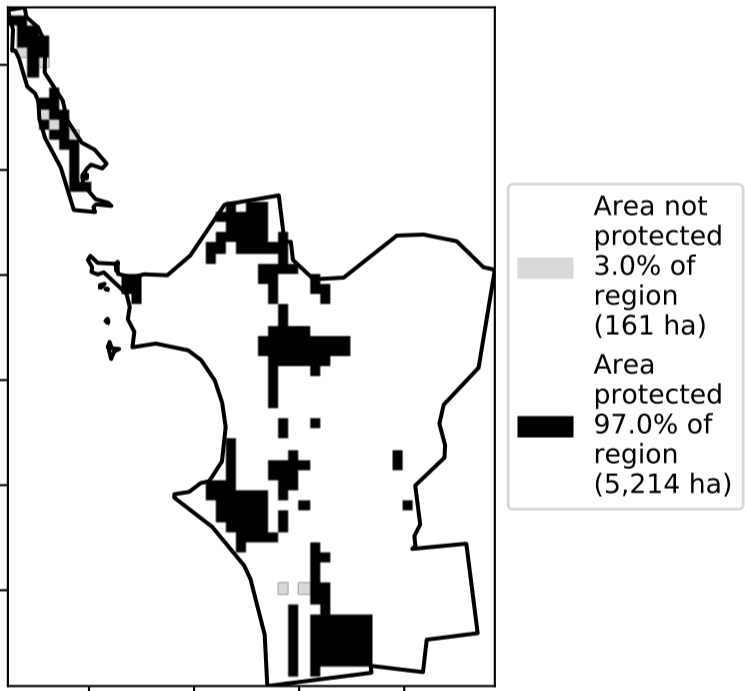 Area not
protected
3.0% of
region
(161 ha)
Area
protected
97.0% of
region
(5,214 ha)